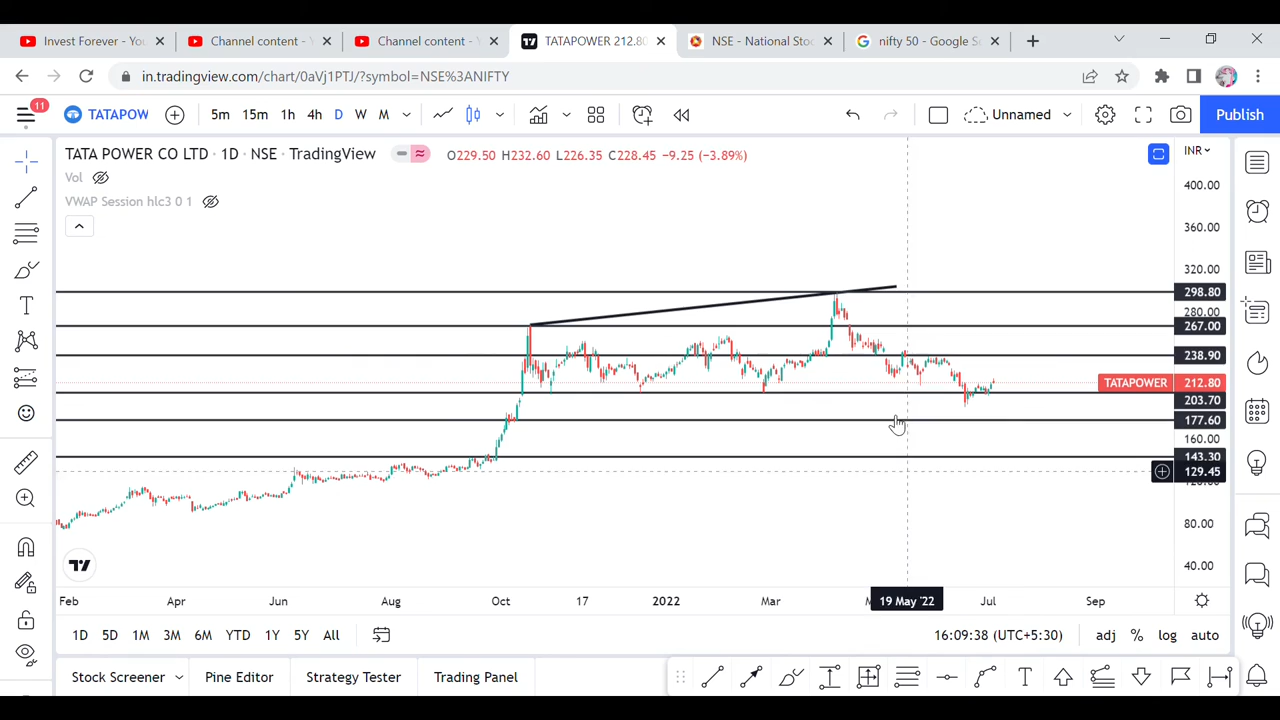 Invest Forever - Yo
Channel content - Y
Channel content - Y
TATAPOWER 212.80
NSE - National Sto
nifty 50 - Google S
in.tradingview.com/chart/0aVj1PTJ/?symbol=NSE%3ANIFTY
11
TATAPOW
5m
15m
1h
4h
D
W
M
Unnamed
Publish
TATA POWER CO LTD · 1D · NSE · TradingView
O229.50 H232.60 L226.35 C228.45 −9.25 (−3.89%)
INR
Vol
VWAP Session hlc3 0 1
400.00
360.00
320.00
298.80
280.00
267.00
238.90
TATAPOWER 212.80
203.70
177.60
160.00
143.30
129.45
120.00
80.00
40.00
Feb
Apr
Jun
Aug
Oct
17
2022
Mar
19 May '22
Jul
Sep
1D
5D
1M
3M
6M
YTD
1Y
5Y
All
16:09:38 (UTC+5:30)
adj
%
log
auto
Stock Screener
Pine Editor
Strategy Tester
Trading Panel